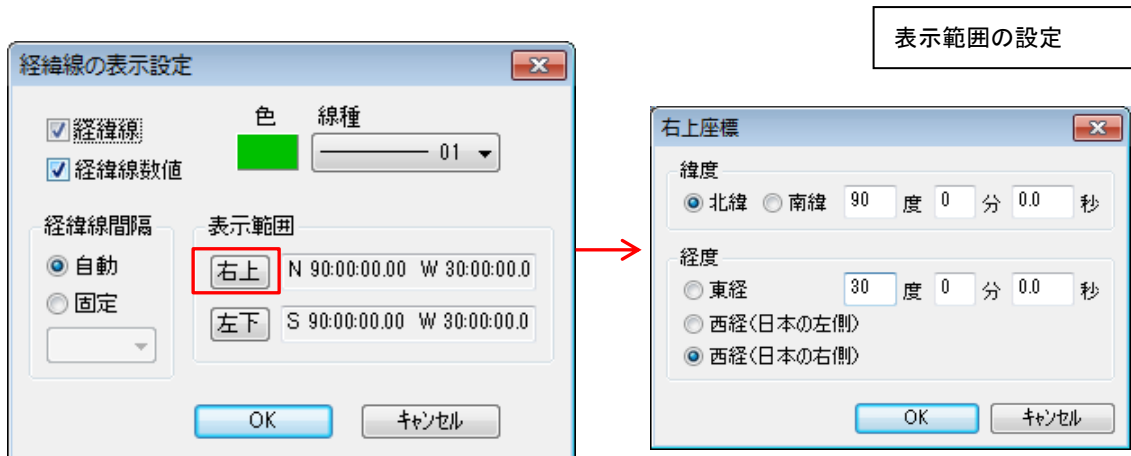 表示範囲の設定
経緯線の表示設定
経緯線
経緯線数値
色
線種
01
経緯線間隔
自動
固定
表示範囲
右上
N 90:00:00.00 W 30:00:00.0
左下
S 90:00:00.00 W 30:00:00.0
OK
キャンセル
右上座標
緯度
北緯 南緯 90 度 0 分 0.0 秒
経度
東経 30 度 0 分 0.0 秒
西経(日本の左側)
西経(日本の右側)
OK
キャンセル